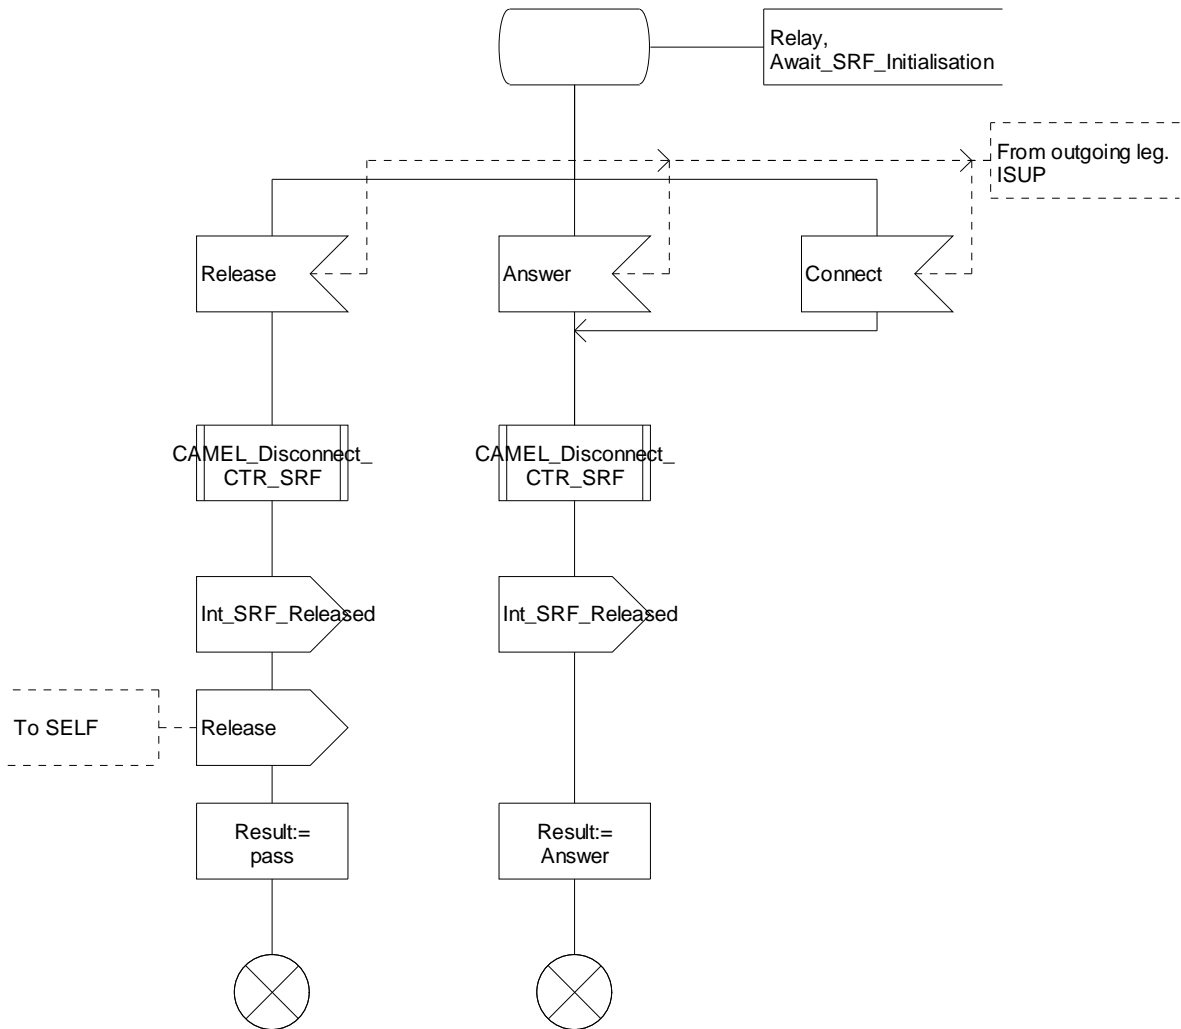 Relay,
Await_SRF_Initialisation
From outgoing leg.
ISUP
Release
Answer
Connect
CAMEL_Disconnect_
CTR_SRF
CAMEL_Disconnect_
CTR_SRF
Int_SRF_Released
Int_SRF_Released
To SELF
Release
Result:=
pass
Result:=
Answer